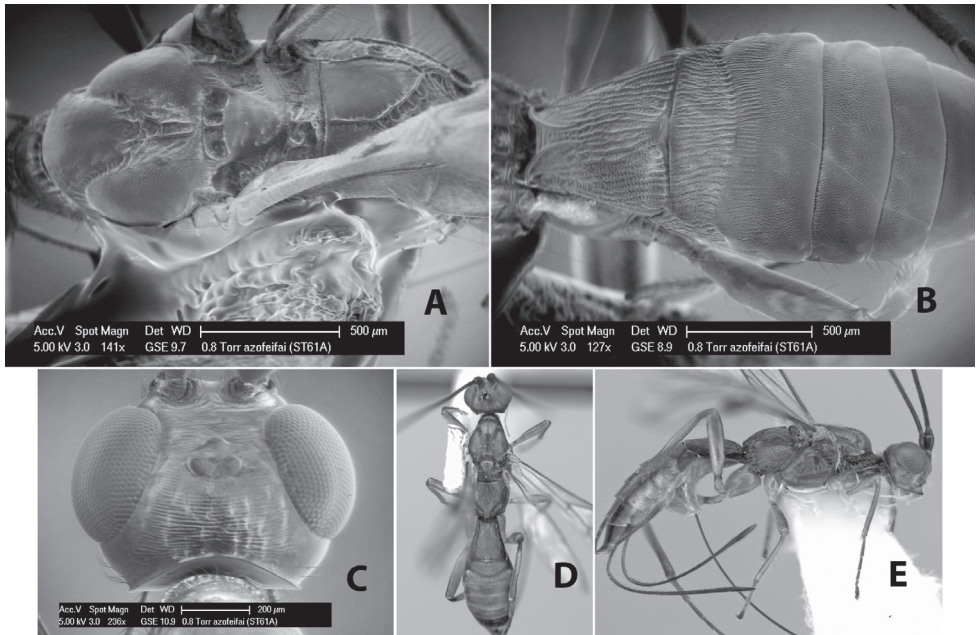 A
Acc.V Spot Magn Det WD 500 µm
5.00 kV 3.0 141x GSE 9.7 0.8 Torr azofeifai (ST61A)
B
Acc.V Spot Magn Det WD 500 µm
5.00 kV 3.0 127x GSE 8.9 0.8 Torr azofeifai (ST61A)
C
Acc.V Spot Magn Det WD 200 µm
5.00 kV 3.0 236x GSE 10.9 0.8 Torr azofeifai (ST61A)
D
E